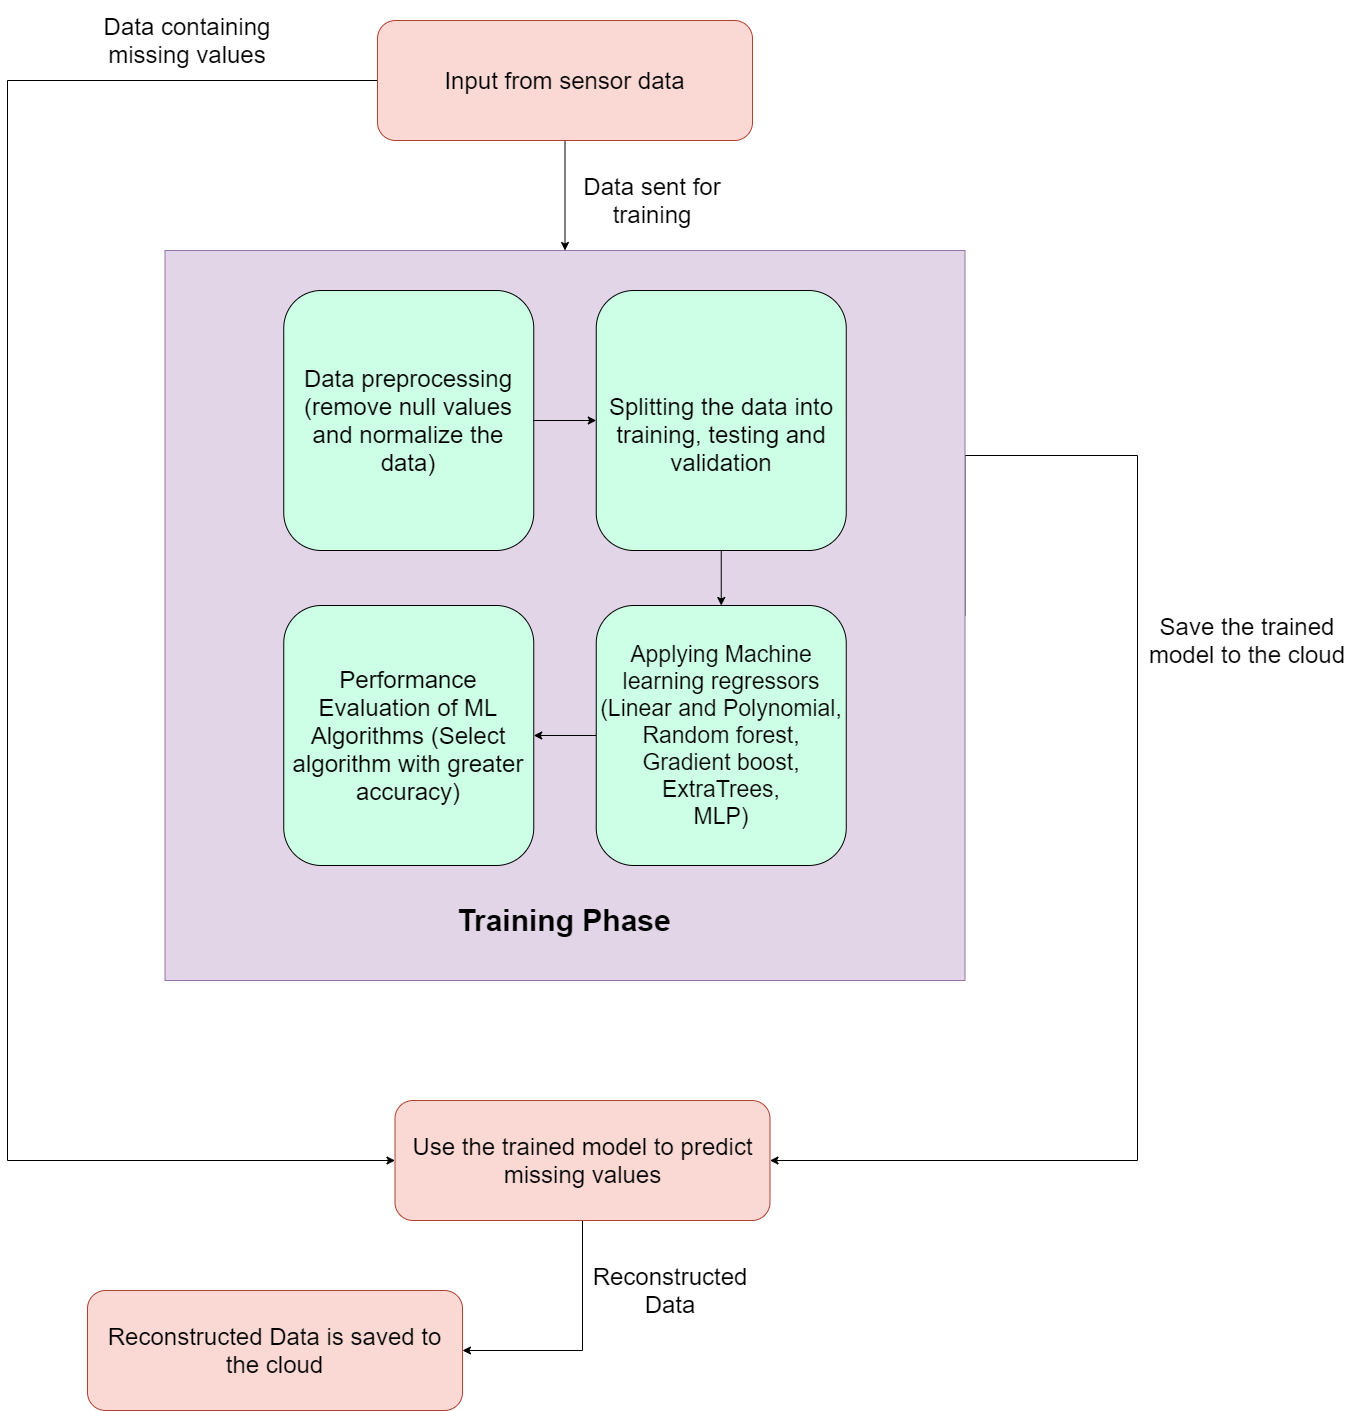 Data containing
missing values
Input from sensor data
Data sent for
training
Data preprocessing
(remove null values
and normalize the
data)
Splitting the data into
training, testing and
validation
Applying Machine
learning regressors
(Linear and Polynomial,
Random forest,
Gradient boost,
ExtraTrees,
MLP)
Performance
Evaluation of ML
Algorithms (Select
algorithm with greater
accuracy)
Training Phase
Save the trained
model to the cloud
Use the trained model to predict
missing values
Reconstructed
Data
Reconstructed Data is saved to
the cloud